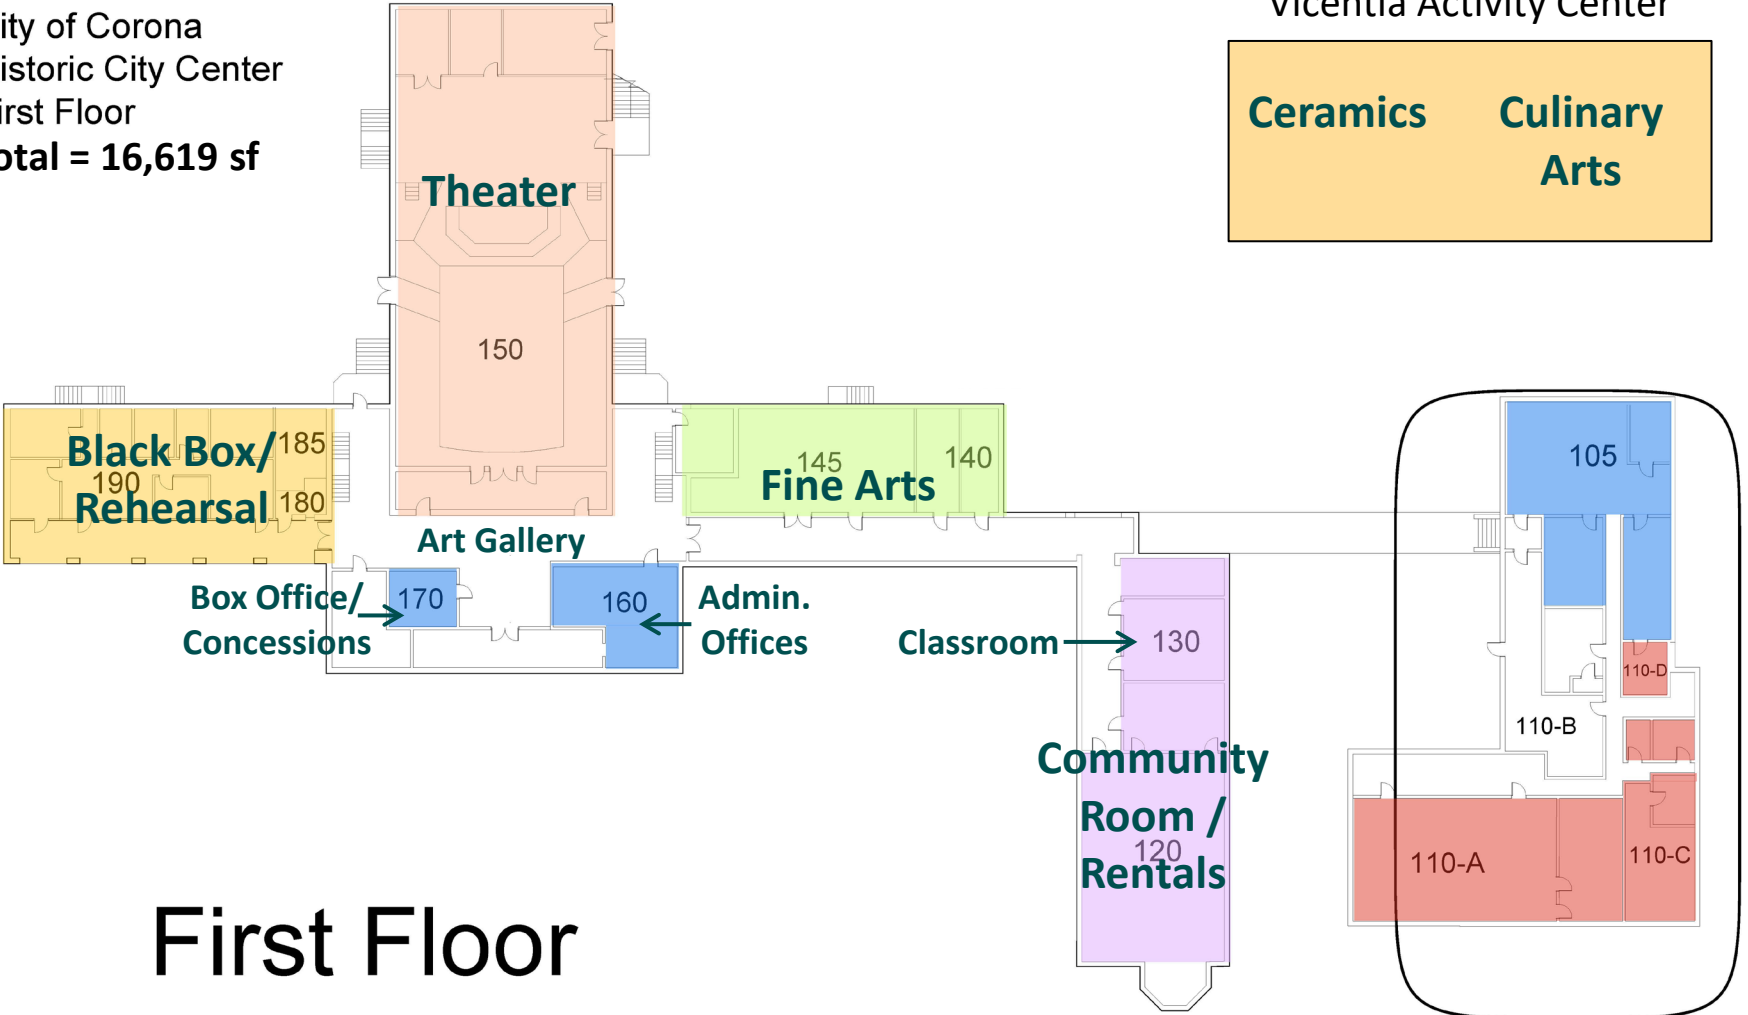 ity of Corona
istoric City Center
irst Floor
otal = 16,619 sf
Vicentia Activity Center
Ceramics
Culinary
Arts
Theater
150
Black Box/
Rehearsal
185
190
180
145
140
Fine Arts
Art Gallery
Box Office/
Concessions
170
160
Admin.
Offices
Classroom
130
Community
Room /
Rentals
120
105
110-D
110-B
110-A
110-C
First Floor